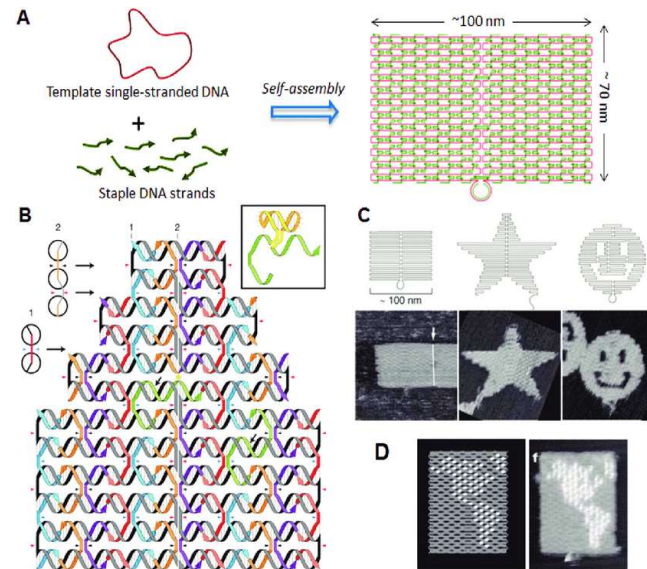 A
Template single-stranded DNA
+
Staple DNA strands
Self-assembly
~100 nm
~ 70 nm
B
2
1
1
2
C
~ 100 nm
D
f